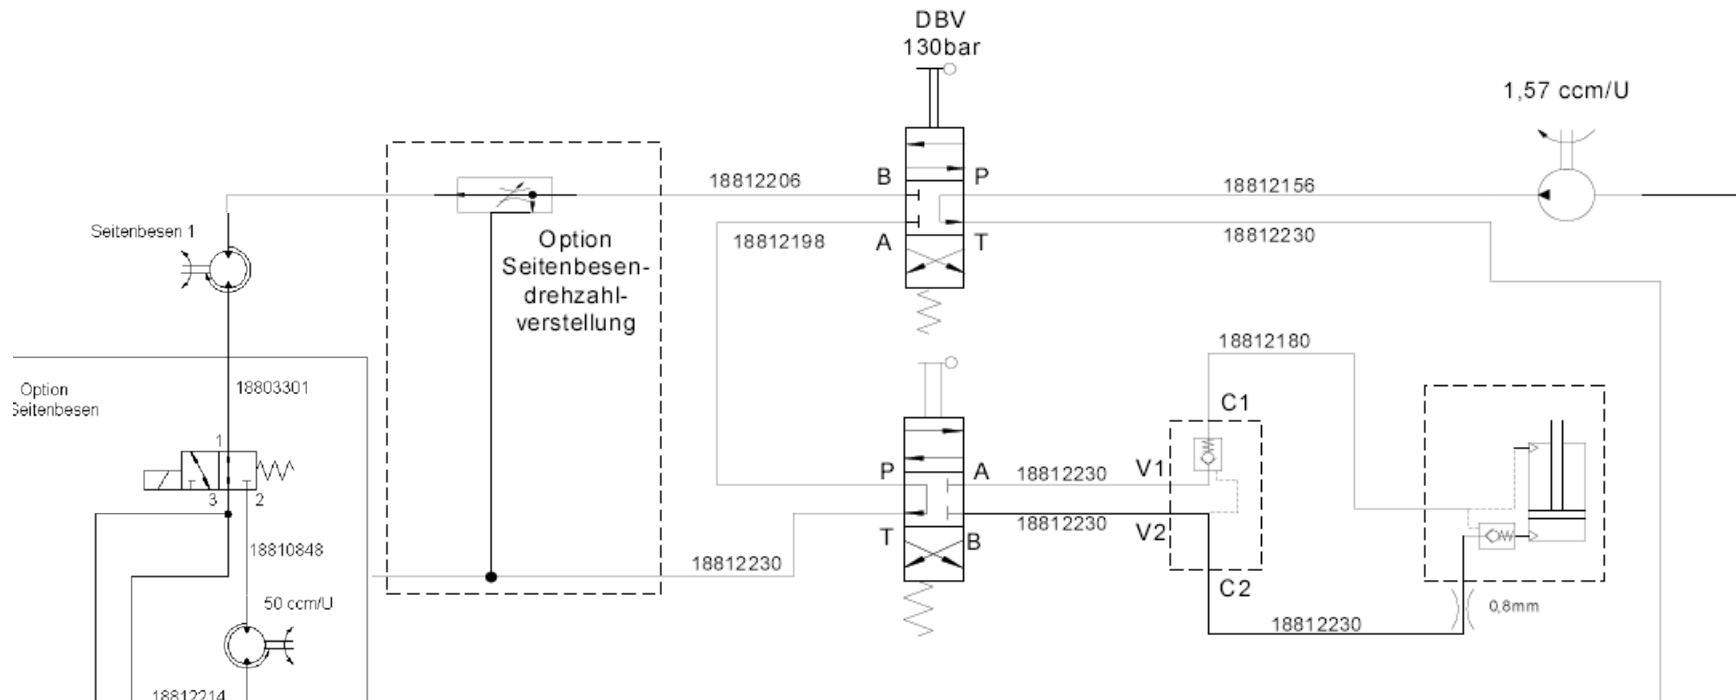 DBV
130bar
1,57 ccm/U
18812206
B
P
18812156
Seitenbesen 1
18812198
A
T
18812230
Option
Seitenbesen-
drehzahl-
verstellung
18812180
Option
Seitenbesen
18803301
C1
1
P
A
18812230
V1
3
2
18812230
V2
T
B
18810848
18812230
C2
50 ccm/U
0,8mm
18812230
18812214